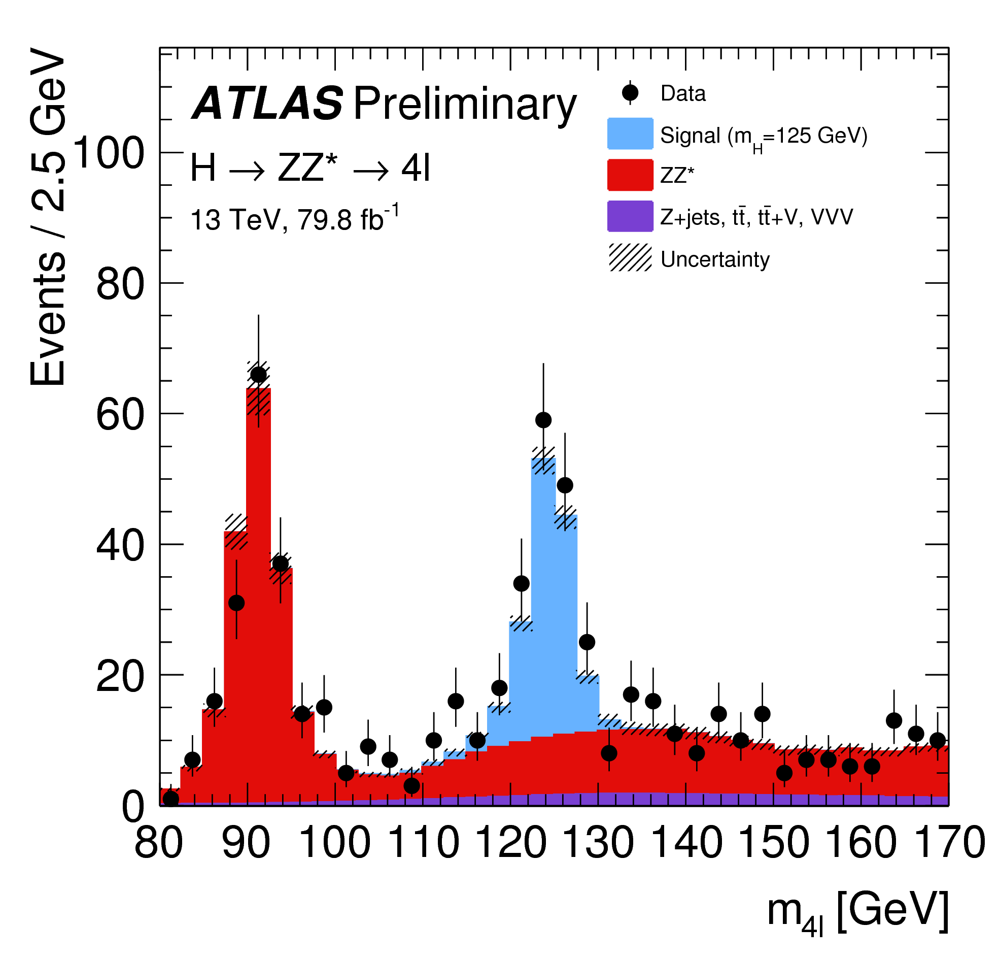 Events / 2.5 GeV
ATLAS Preliminary
H → ZZ* → 4l
13 TeV, 79.8 fb⁻¹
Data
Signal (m_H=125 GeV)
ZZ*
Z+jets, tt̄, tt̄+V, VVV
Uncertainty
100
80
60
40
20
0
80 90 100 110 120 130 140 150 160 170
m_4l [GeV]